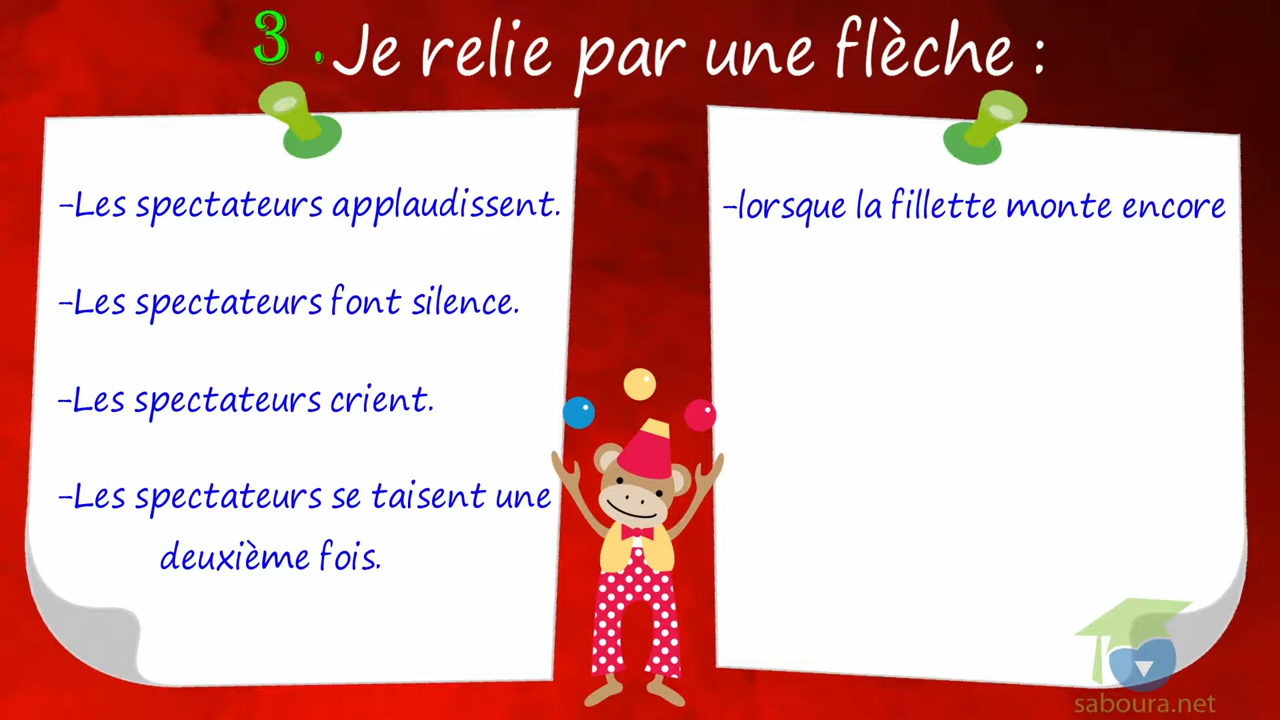 3 . Je relie par une flèche :
-Les spectateurs applaudissent.
-Les spectateurs font silence.
-Les spectateurs crient.
-Les spectateurs se taisent une
deuxième fois.
-lorsque la fillette monte encore
saboura.net